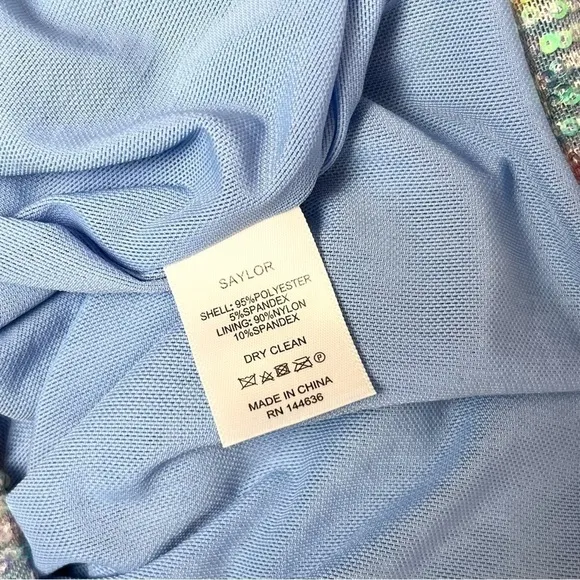 SAYLOR
SHELL: 95%POLYESTER
5%SPANDEX
LINING: 90%NYLON
10%SPANDEX
DRY CLEAN
P
MADE IN CHINA
RN 144636